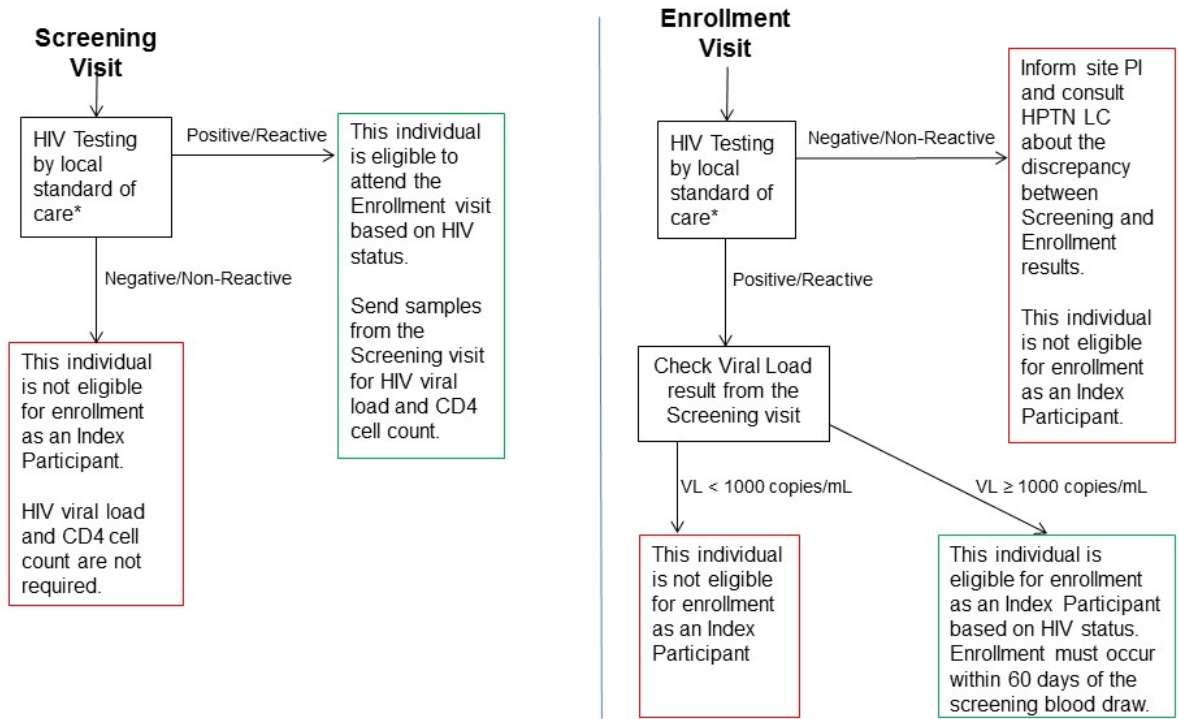 Screening
Visit
HIV Testing
by local
standard of
care*
Positive/Reactive
This individual
is eligible to
attend the
Enrollment visit
based on HIV
status.
Send samples
from the
Screening visit
for HIV viral
load and CD4
cell count.
Negative/Non-Reactive
This individual
is not eligible
for enrollment
as an Index
Participant.
HIV viral load
and CD4 cell
count are not
required.
Enrollment
Visit
HIV Testing
by local
standard of
care*
Negative/Non-Reactive
Inform site PI
and consult
HPTN LC
about the
discrepancy
between
Screening and
Enrollment
results.
This individual
is not eligible
for enrollment
as an Index
Participant.
Positive/Reactive
Check Viral Load
result from the
Screening visit
VL < 1000 copies/mL
VL ≥ 1000 copies/mL
This individual
is not eligible
for enrollment
as an Index
Participant
This individual is
eligible for enrollment
as an Index Participant
based on HIV status.
Enrollment must occur
within 60 days of the
screening blood draw.